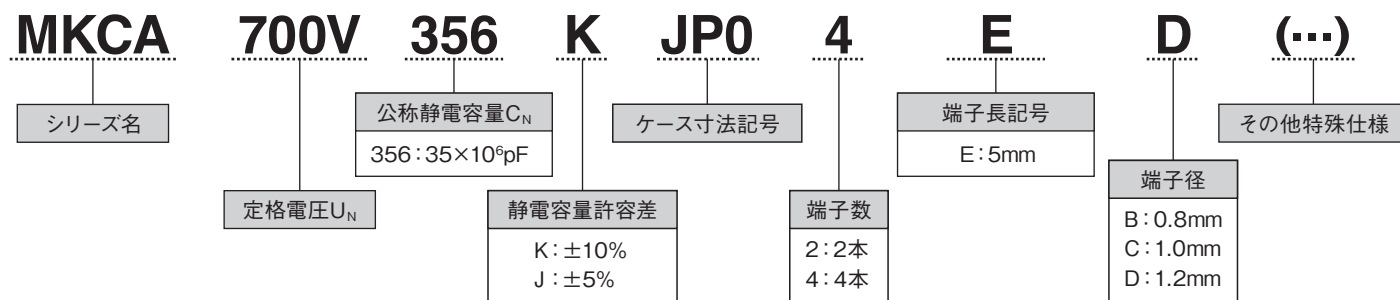 MKCA 700V 356 K JP0 4 E D (···)
シリーズ名
公称静電容量CN
356：35×10⁶pF
ケース寸法記号
端子長記号
E：5mm
その他特殊仕様
定格電圧UN
静電容量許容差
K：±10%
J：±5%
端子数
2：2本
4：4本
端子径
B：0.8mm
C：1.0mm
D：1.2mm